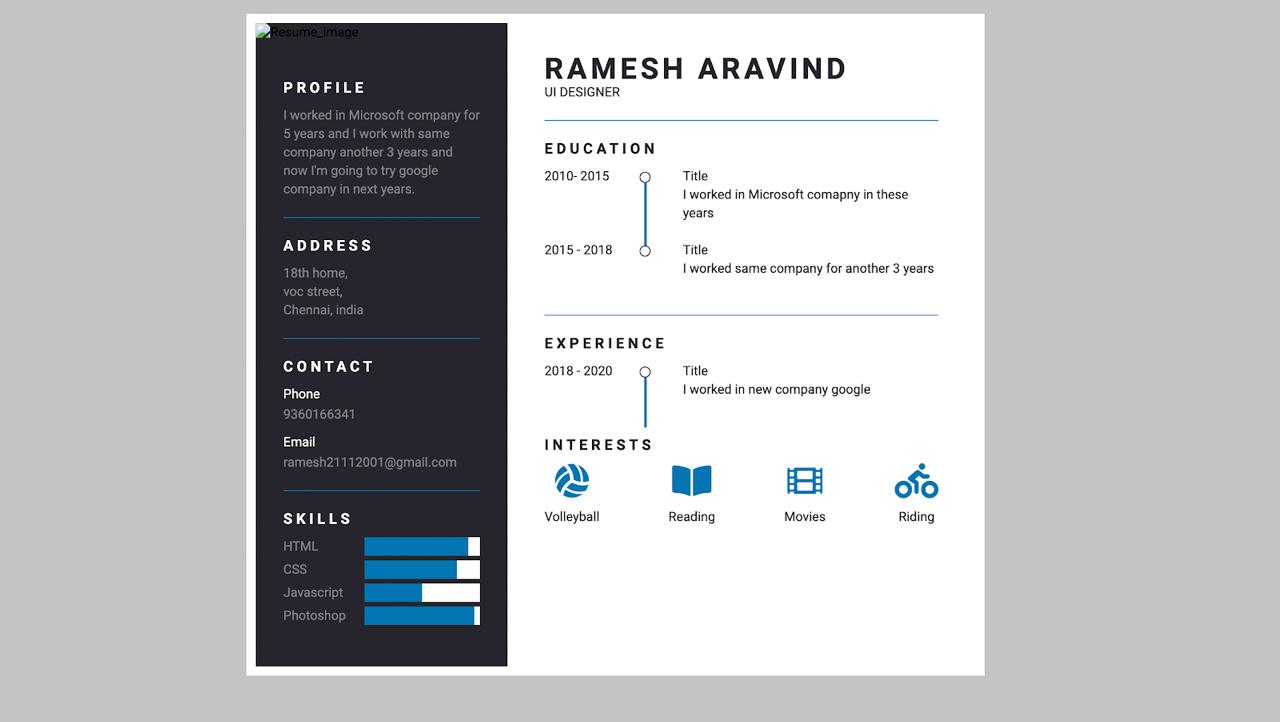 Resume_image
PROFILE
I worked in Microsoft company for
5 years and I work with same
company another 3 years and
now I'm going to try google
company in next years.
ADDRESS
18th home,
voc street,
Chennai, india
CONTACT
Phone
9360166341
Email
ramesh21112001@gmail.com
SKILLS
HTML
CSS
Javascript
Photoshop
RAMESH ARAVIND
UI DESIGNER
EDUCATION
2010- 2015
Title
I worked in Microsoft comapny in these
years
2015 - 2018
Title
I worked same company for another 3 years
EXPERIENCE
2018 - 2020
Title
I worked in new company google
INTERESTS
Volleyball
Reading
Movies
Riding